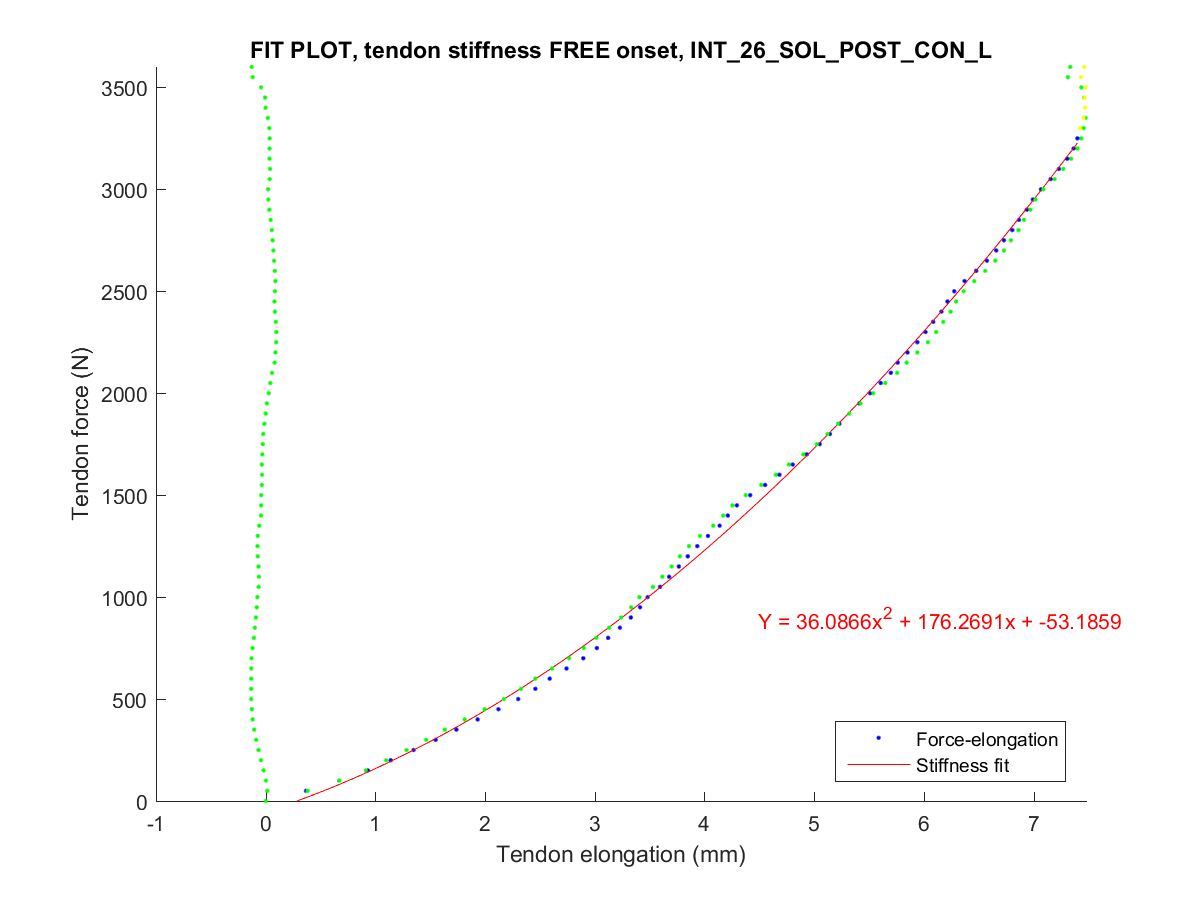 FIT PLOT, tendon stiffness FREE onset, INT_26_SOL_POST_CON_L
3500
3000
2500
2000
1500
1000
500
0
Tendon force (N)
Y = 36.0866x² + 176.2691x + -53.1859
Force-elongation
Stiffness fit
-1 0 1 2 3 4 5 6 7
Tendon elongation (mm)